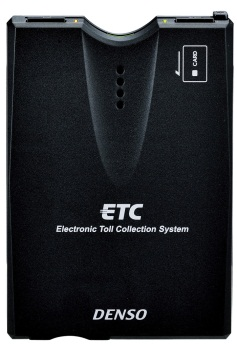 CARD
ETC
Electronic Toll Collection System
DENSO